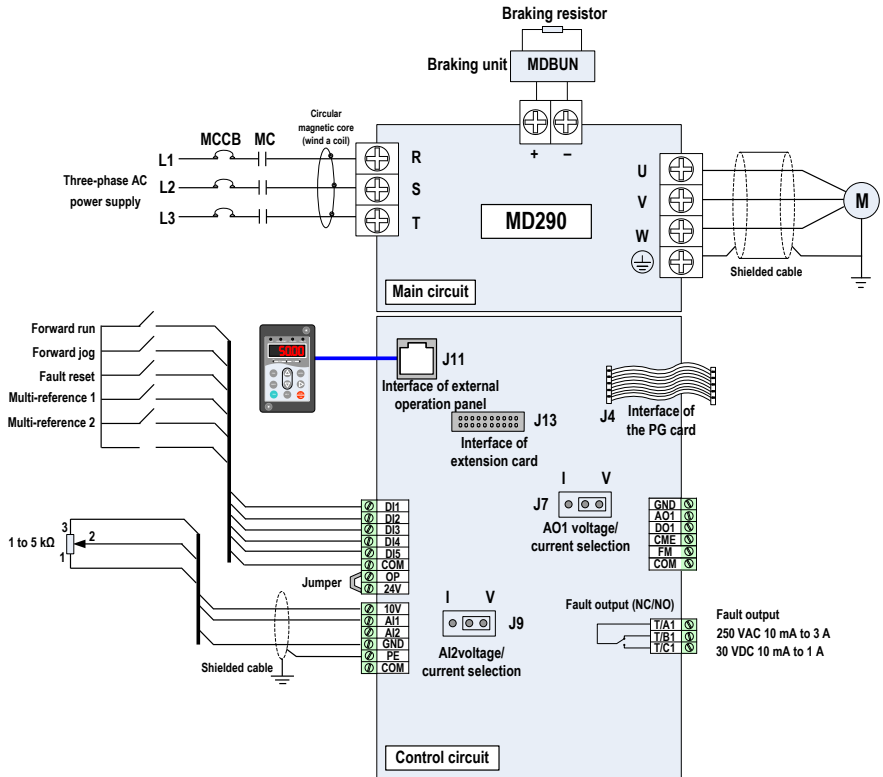 Braking resistor
Braking unit
MDBUN
+
–
Circular
magnetic core
(wind a coil)
MCCB
MC
L1
L2
L3
Three-phase AC
power supply
R
S
T
MD290
U
V
W
M
Shielded cable
Main circuit
Forward run
Forward jog
Fault reset
Multi-reference 1
Multi-reference 2
5000
J11
Interface of external
operation panel
J13
Interface of
extension card
J4
Interface of
the PG card
I
V
J7
AO1 voltage/
current selection
DI1
DI2
DI3
DI4
DI5
COM
OP
24V
Jumper
GND
AO1
DO1
CME
FM
COM
1 to 5 kΩ
3
2
1
10V
AI1
AI2
GND
PE
COM
Shielded cable
I
V
J9
AI2voltage/
current selection
Fault output (NC/NO)
T/A1
T/B1
T/C1
Fault output
250 VAC 10 mA to 3 A
30 VDC 10 mA to 1 A
Control circuit